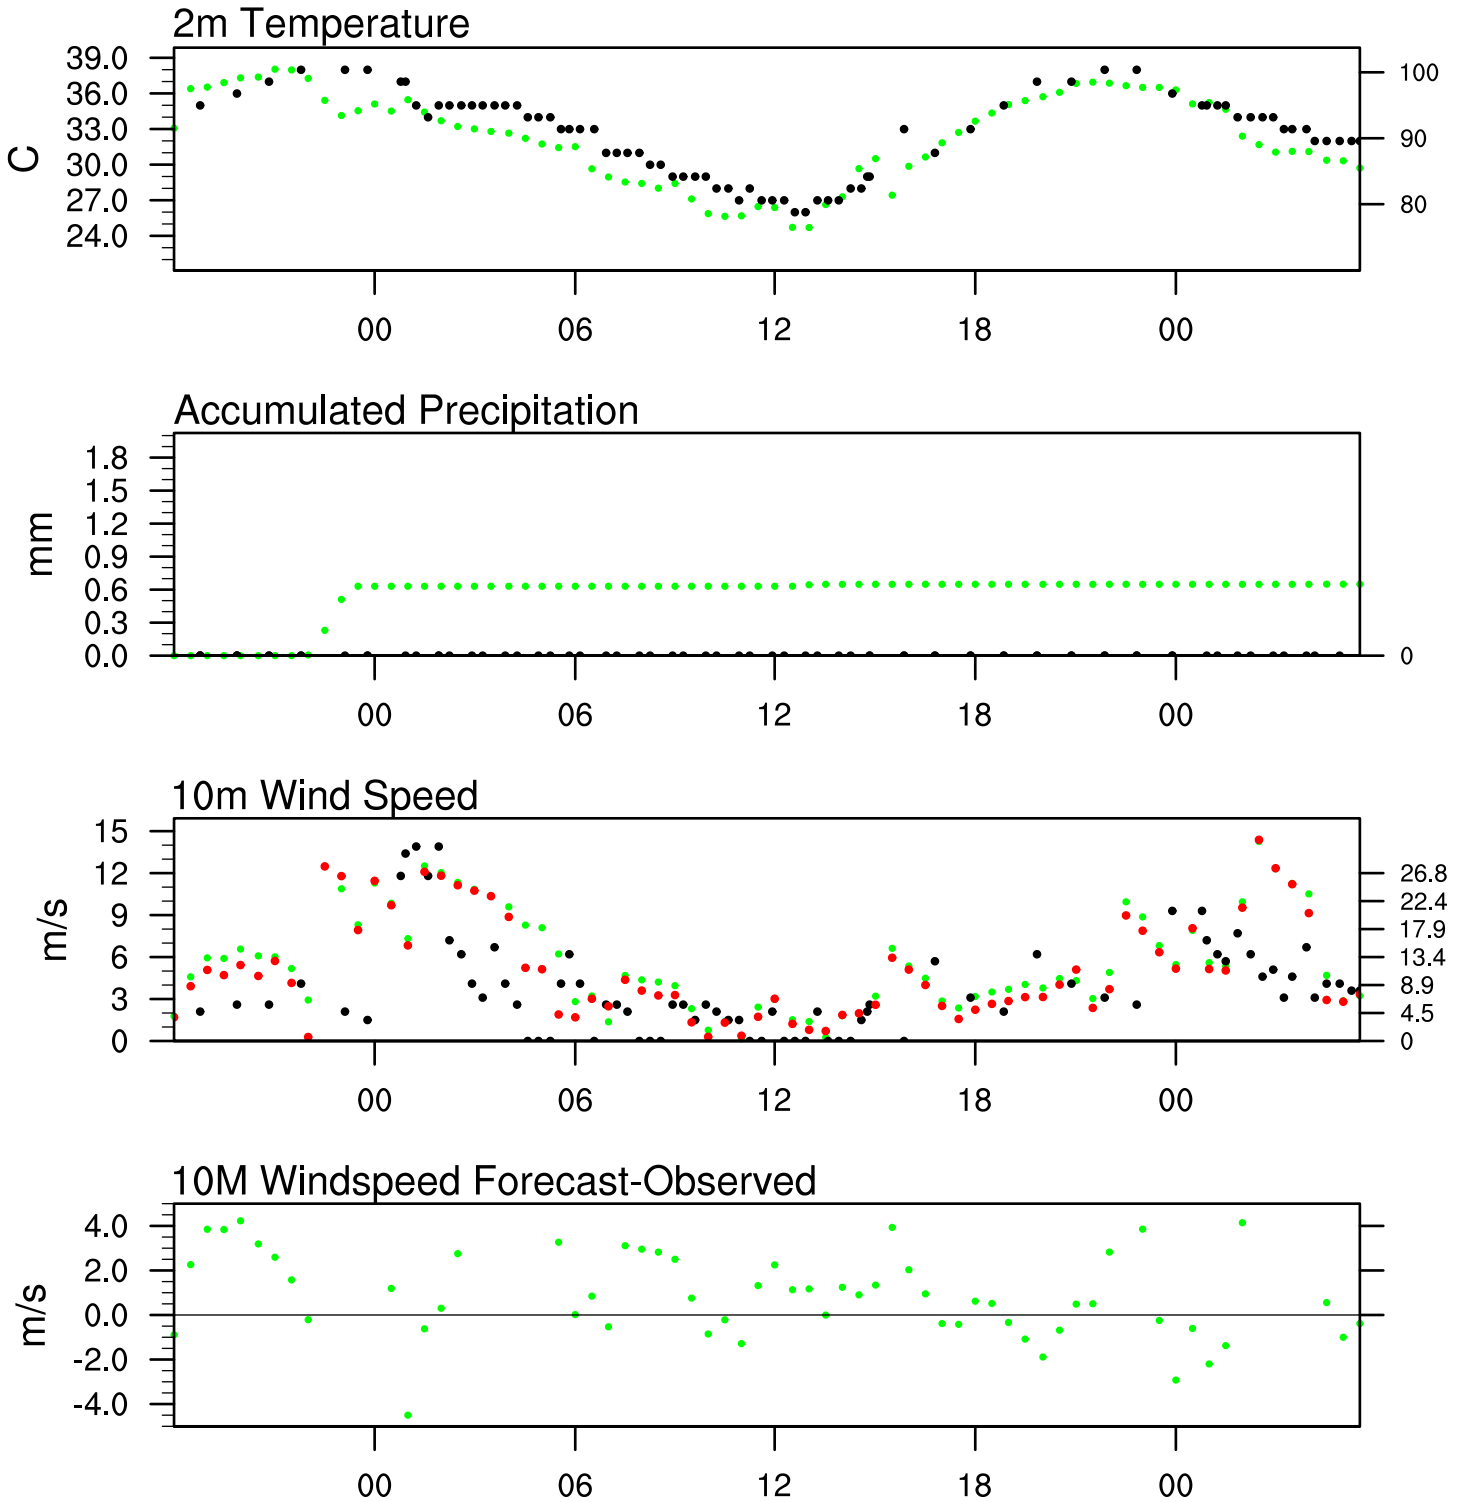 2m Temperature
39.0
36.0
33.0
30.0
27.0
24.0
C
100
90
80
00 06 12 18 00
Accumulated Precipitation
1.8
1.5
1.2
0.9
0.6
0.3
0.0
mm
0
00 06 12 18 00
10m Wind Speed
15
12
9
6
3
0
m/s
26.8
22.4
17.9
13.4
8.9
4.5
0
00 06 12 18 00
10M Windspeed Forecast-Observed
4.0
2.0
0.0
-2.0
-4.0
m/s
00 06 12 18 00